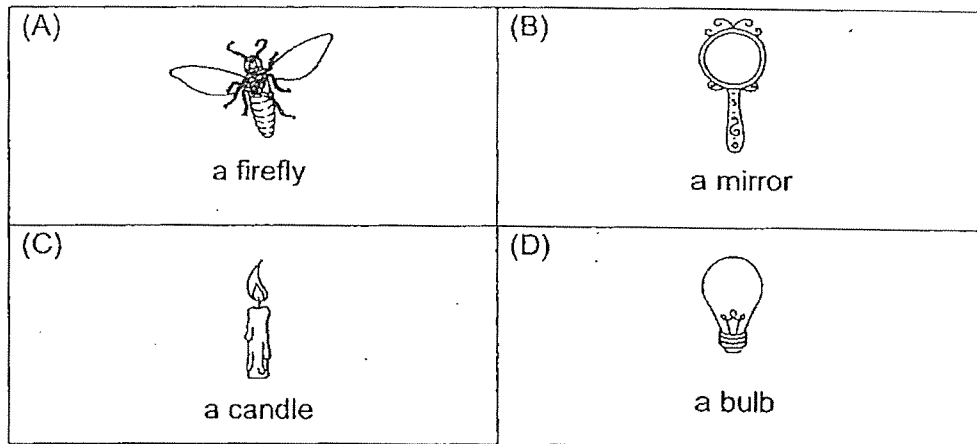 (A)
a firefly
(B)
a mirror
(C)
a candle
(D)
a bulb